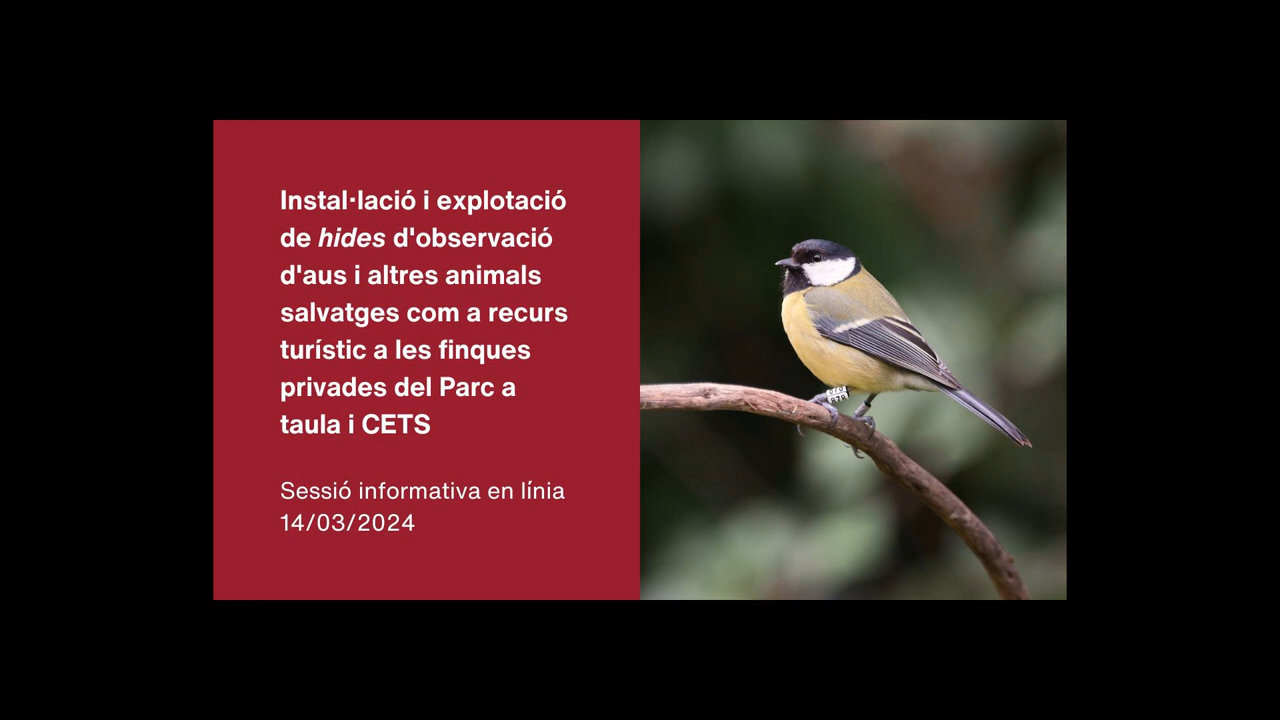 Instal·lació i explotació
de hides d'observació
d'aus i altres animals
salvatges com a recurs
turístic a les finques
privades del Parc a
taula i CETS
Sessió informativa en línia
14/03/2024